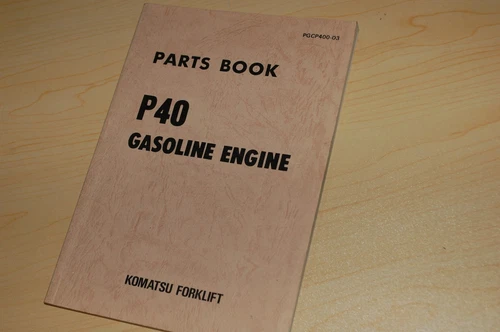 PGCP400-03
PARTS BOOK
P40
GASOLINE ENGINE
KOMATSU FORKLIFT